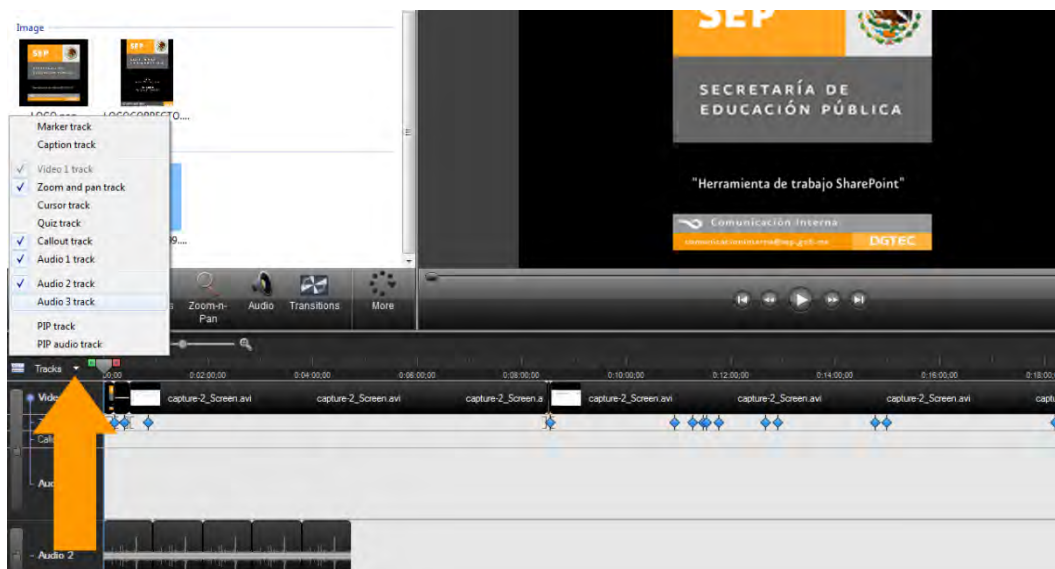 Image
LOGO.png
LOGOCORRECTO....
Marker track
Caption track
Video 1 track
Zoom and pan track
Cursor track
Quiz track
Callout track
Audio 1 track
Audio 2 track
Audio 3 track
PIP track
PIP audio track
SEP
SECRETARÍA DE
EDUCACIÓN PÚBLICA
"Herramienta de trabajo SharePoint"
Comunicación Interna
DGTEC
Zoom-n-
Pan
Audio
Transitions
More
Tracks
0:02:00;00
0:04:00;00
0:06:00;00
0:08:00;00
0:10:00;00
0:12:00;00
0:14:00;00
0:16:00;00
capture-2_Screen.avi
capture-2_Screen.avi
capture-2_Screen.a
capture-2_Screen.avi
capture-2_Screen.avi
capture-2_Screen.avi
Audio 2